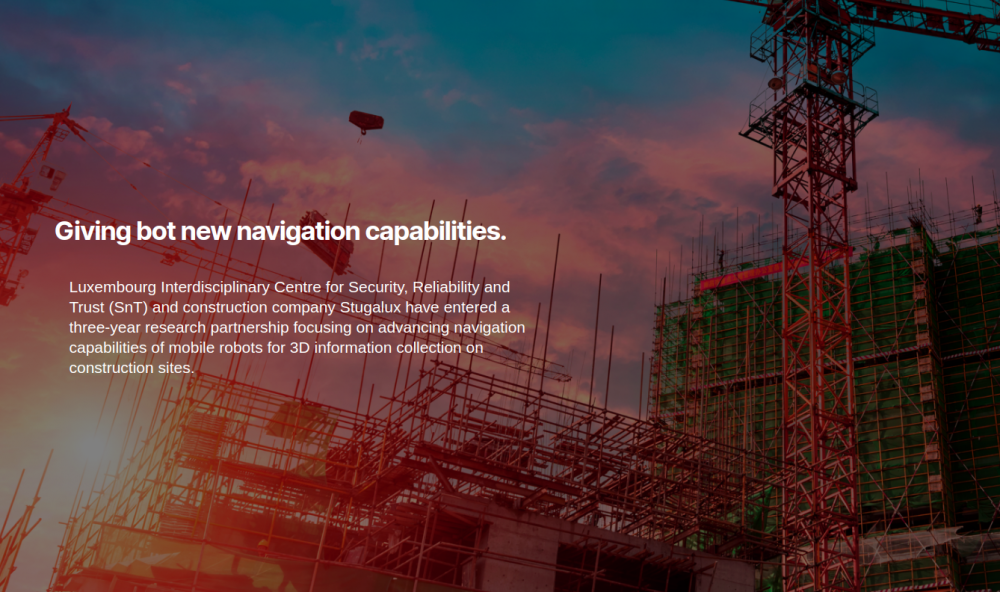 Giving bot new navigation capabilities.
Luxembourg Interdisciplinary Centre for Security, Reliability and
Trust (SnT) and construction company Stugalux have entered a
three-year research partnership focusing on advancing navigation
capabilities of mobile robots for 3D information collection on
construction sites.